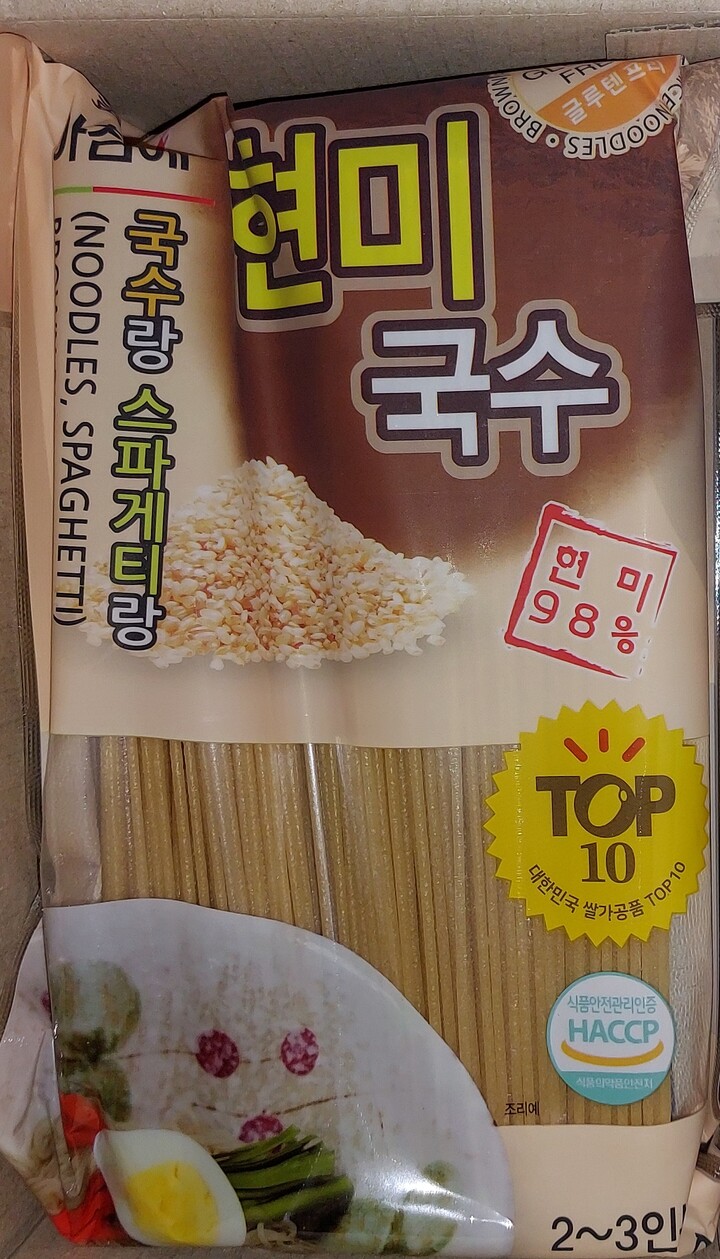 국수랑 스파게티랑
(NOODLES, SPAGHETTI)
BROWN
글루텐프리
BROWN
NOODLES
현미
국수
현 미
98%
TOP
10
대한민국 쌀가공품 TOP10
식품안전관리인증
HACCP
식품의약품안전처
조리예
2~3인